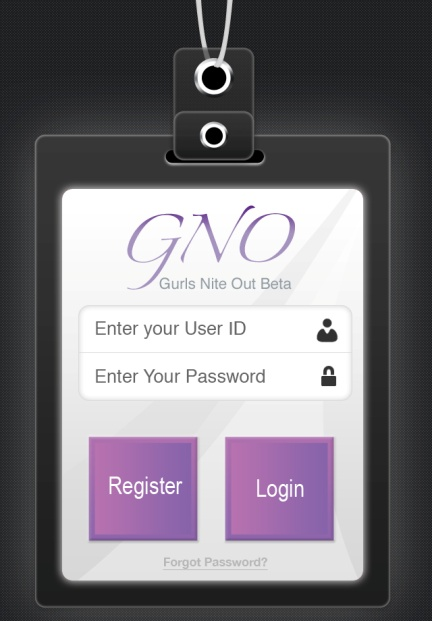 GNO
Gurls Nite Out Beta
Enter your User ID
Enter Your Password
Register
Login
Forgot Password?